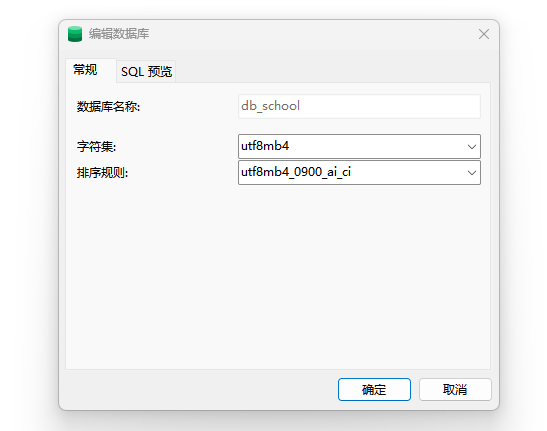 编辑数据库
常规 SQL 预览
数据库名称: db_school
字符集: utf8mb4
排序规则: utf8mb4_0900_ai_ci
确定 取消